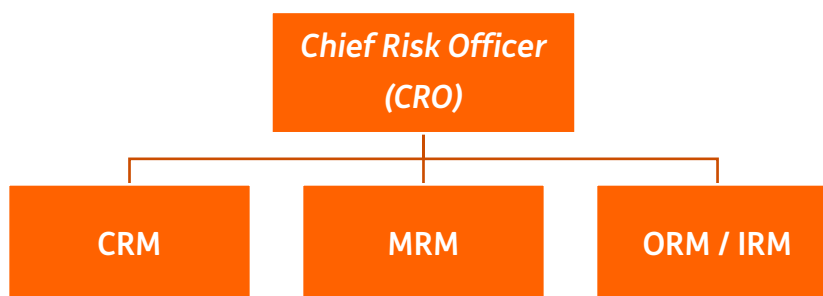 Chief Risk Officer
(CRO)
CRM
MRM
ORM / IRM